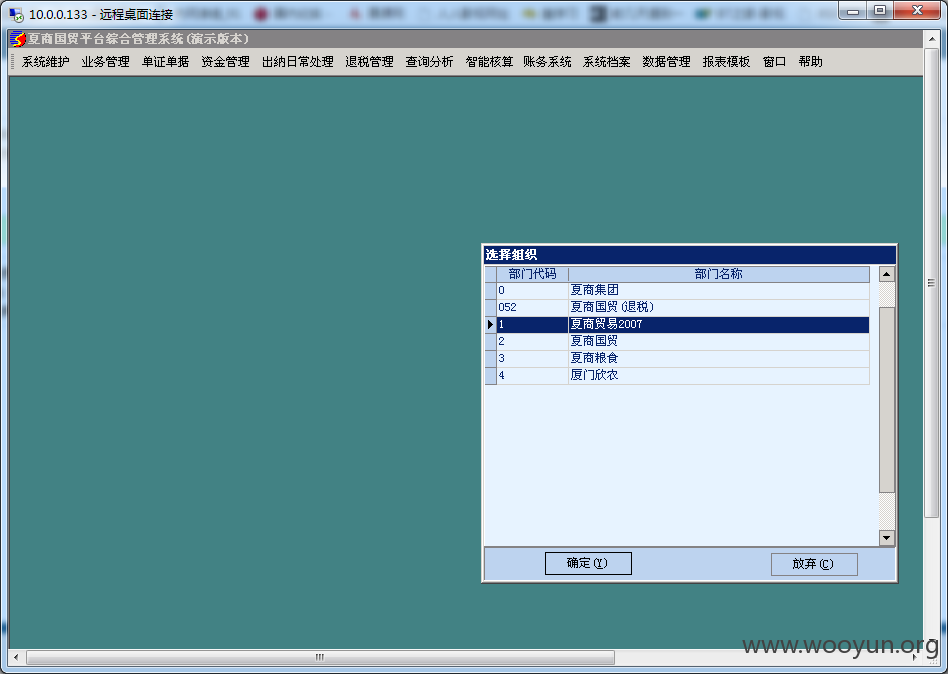 10.0.0.133 - 远程桌面连接
夏商国贸平台綜合管理系统(演示版本)
系统维护 业务管理 单证单据 资金管理 出纳日常处理 退税管理 查询分析 智能核算 账务系统 系统档案 数据管理 报表模板 窗口 帮助
选择组织
部门代码 部门名称
0 夏商集团
052 夏商国贸(退税)
1 夏商贸易2007
2 夏商国贸
3 夏商粮食
4 厦门欣农
确定(Y) 放弃(C)
www.wooyun.org